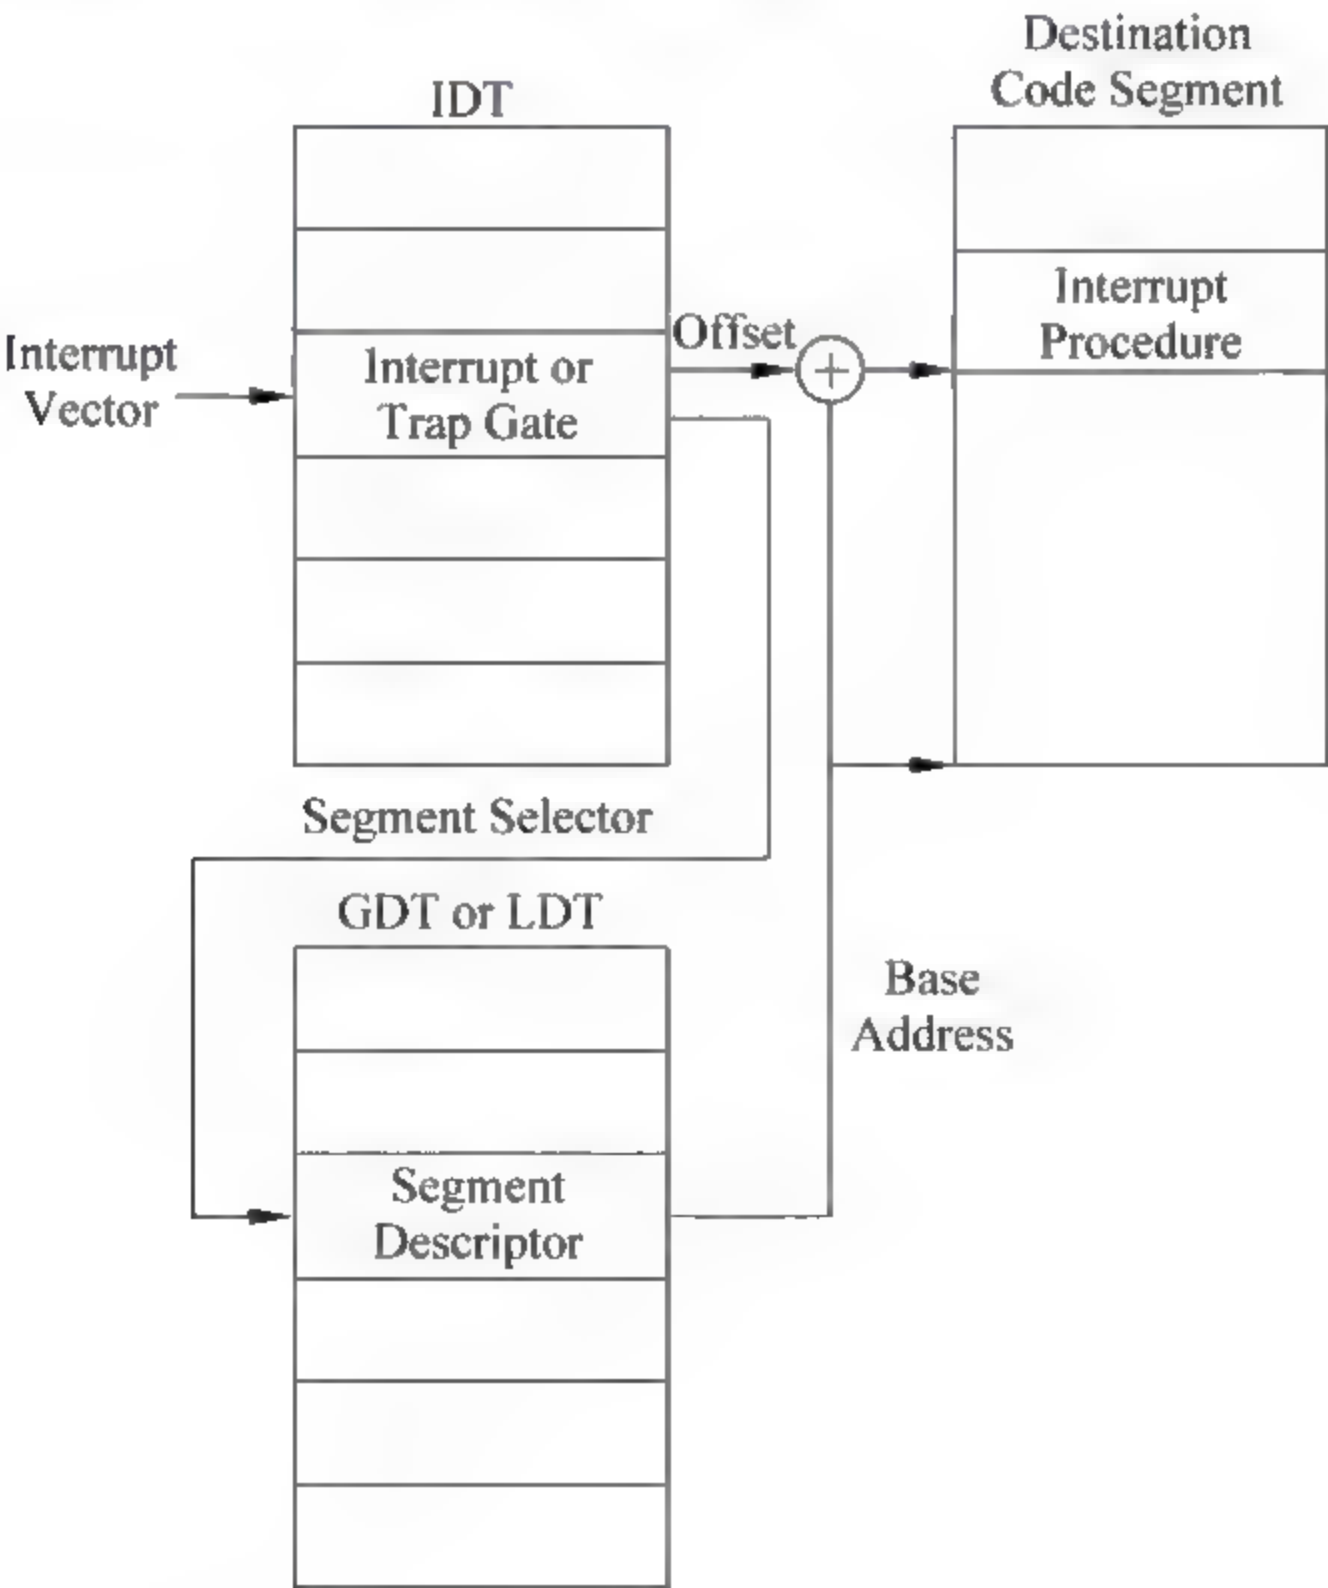 Destination
Code Segment
IDT
Interrupt
Procedure
Offset
Interrupt
Vector
Interrupt or
Trap Gate
+
Segment Selector
GDT or LDT
Base
Address
Segment
Descriptor